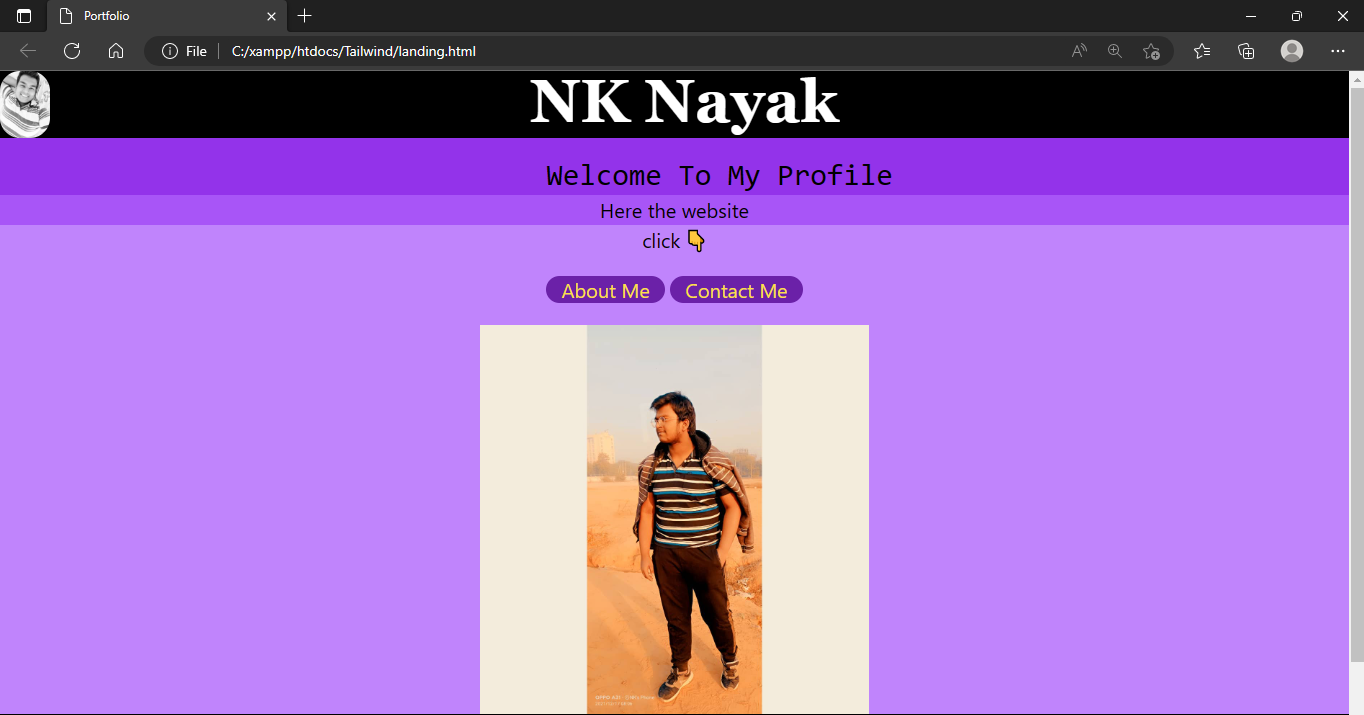 Portfolio
File C:/xampp/htdocs/Tailwind/landing.html
NK Nayak
Welcome To My Profile
Here the website
click 👇
About Me Contact Me